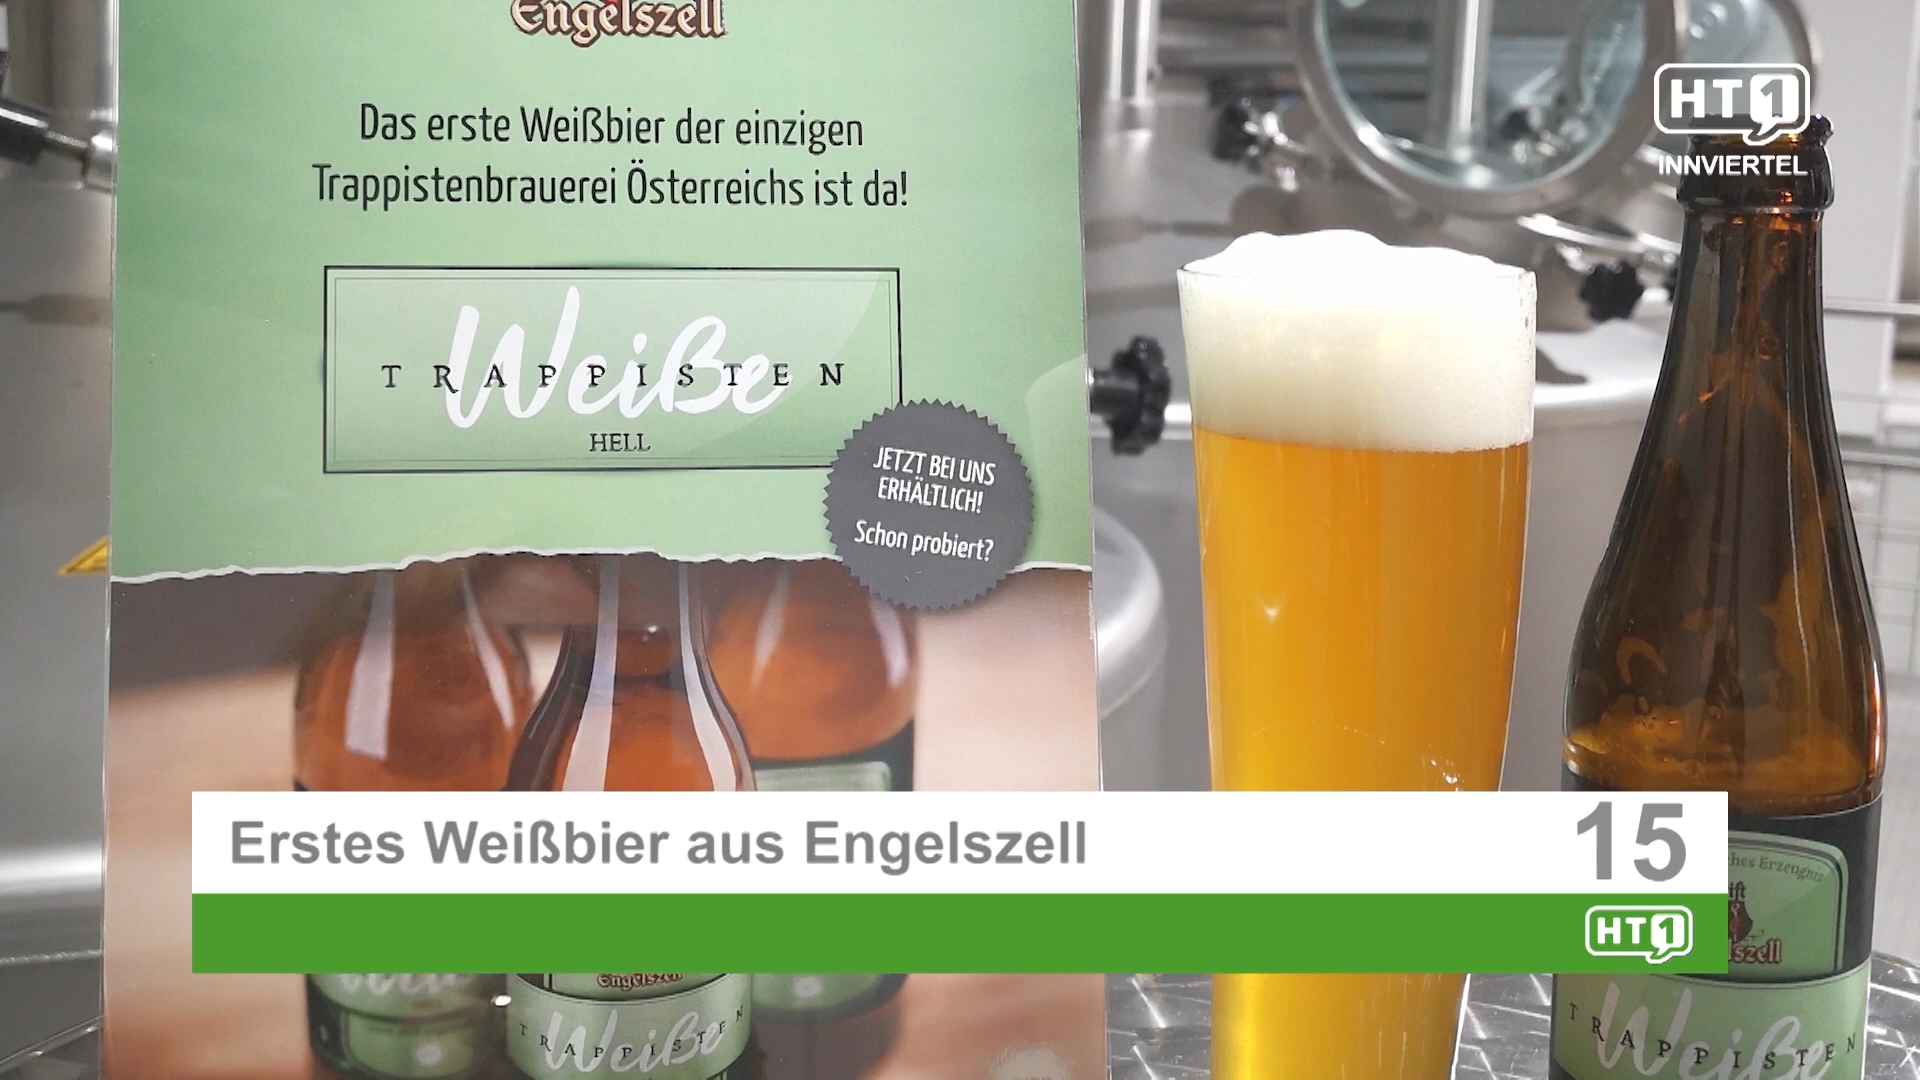 Engelszell
Das erste Weißbier der einzigen
Trappistenbrauerei Österreichs ist da!
Weiße
TRAPPISTEN
HELL
JETZT BEI UNS
ERHÄLTLICH!
Schon probiert?
HT1
INNVIERTEL
Erstes Weißbier aus Engelszell
15
HT1
Erzeugnis
Engelszell
Weiße
TRAPPISTEN
Weiße
TRAPPISTEN